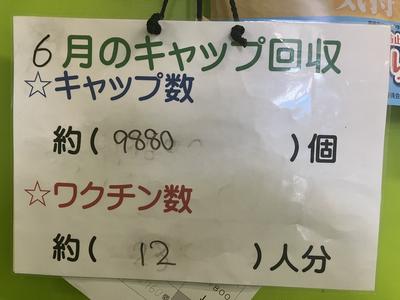 6月のキャップ回収
☆キャップ数
約( 9880 )個
☆ワクチン数
約( 12 )人分